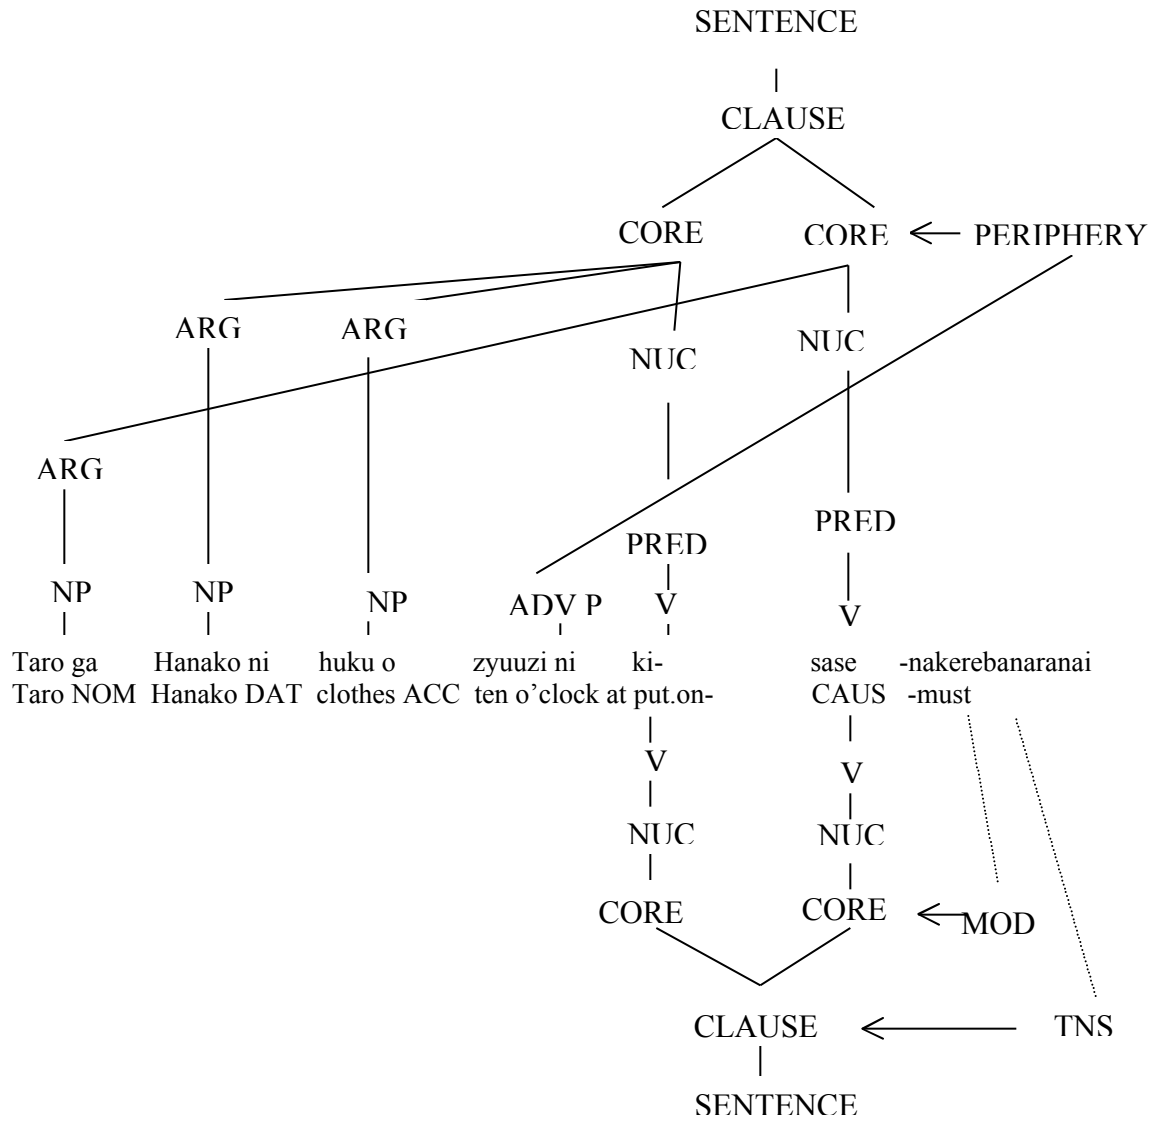 SENTENCE
CLAUSE
CORE CORE PERIPHERY
ARG ARG
NUC NUC
ARG
PRED
PRED
NP NP NP ADV P V V
Taro ga Hanako ni huku o zyuuzi ni ki- sase -nakerebanaranai
Taro NOM Hanako DAT clothes ACC ten o’clock at put.on- CAUS -must
V V
NUC NUC
CORE CORE MOD
CLAUSE TNS
SENTENCE